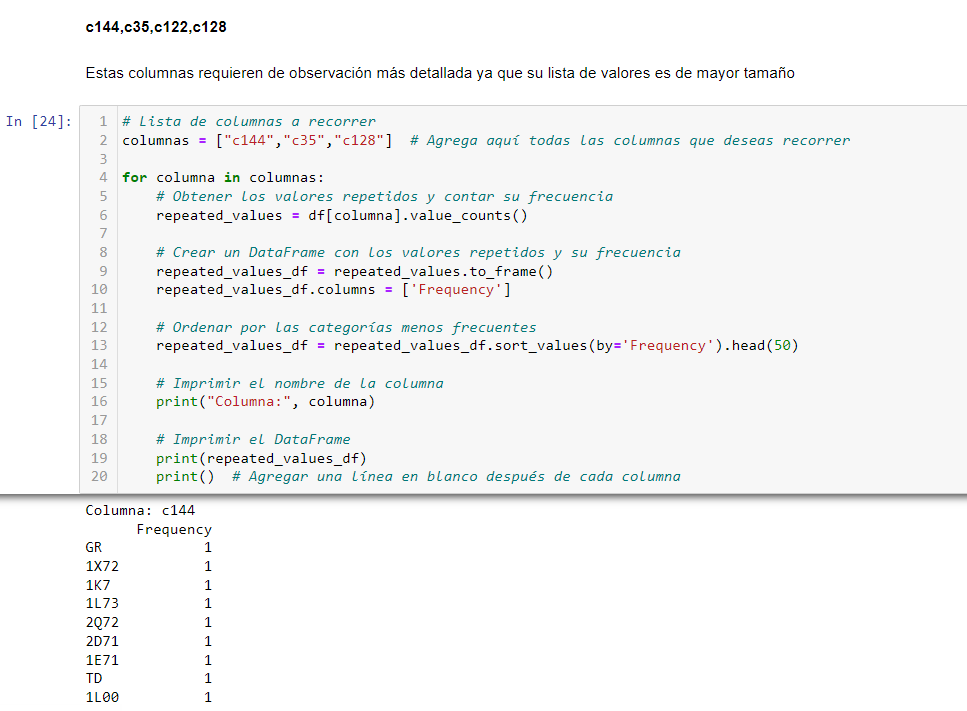 c144,c35,c122,c128
Estas columnas requieren de observación más detallada ya que su lista de valores es de mayor tamaño
In [24]:
1 # Lista de columnas a recorrer
2 columnas = ["c144","c35","c128"]  # Agrega aquí todas las columnas que deseas recorrer
3
4 for columna in columnas:
5     # Obtener los valores repetidos y contar su frecuencia
6     repeated_values = df[columna].value_counts()
7
8     # Crear un DataFrame con los valores repetidos y su frecuencia
9     repeated_values_df = repeated_values.to_frame()
10     repeated_values_df.columns = ['Frequency']
11
12     # Ordenar por las categorías menos frecuentes
13     repeated_values_df = repeated_values_df.sort_values(by='Frequency').head(50)
14
15     # Imprimir el nombre de la columna
16     print("Columna:", columna)
17
18     # Imprimir el DataFrame
19     print(repeated_values_df)
20     print()  # Agregar una línea en blanco después de cada columna
Columna: c144
      Frequency
GR            1
1X72          1
1K7           1
1L73          1
2Q72          1
2D71          1
1E71          1
TD            1
1L00          1